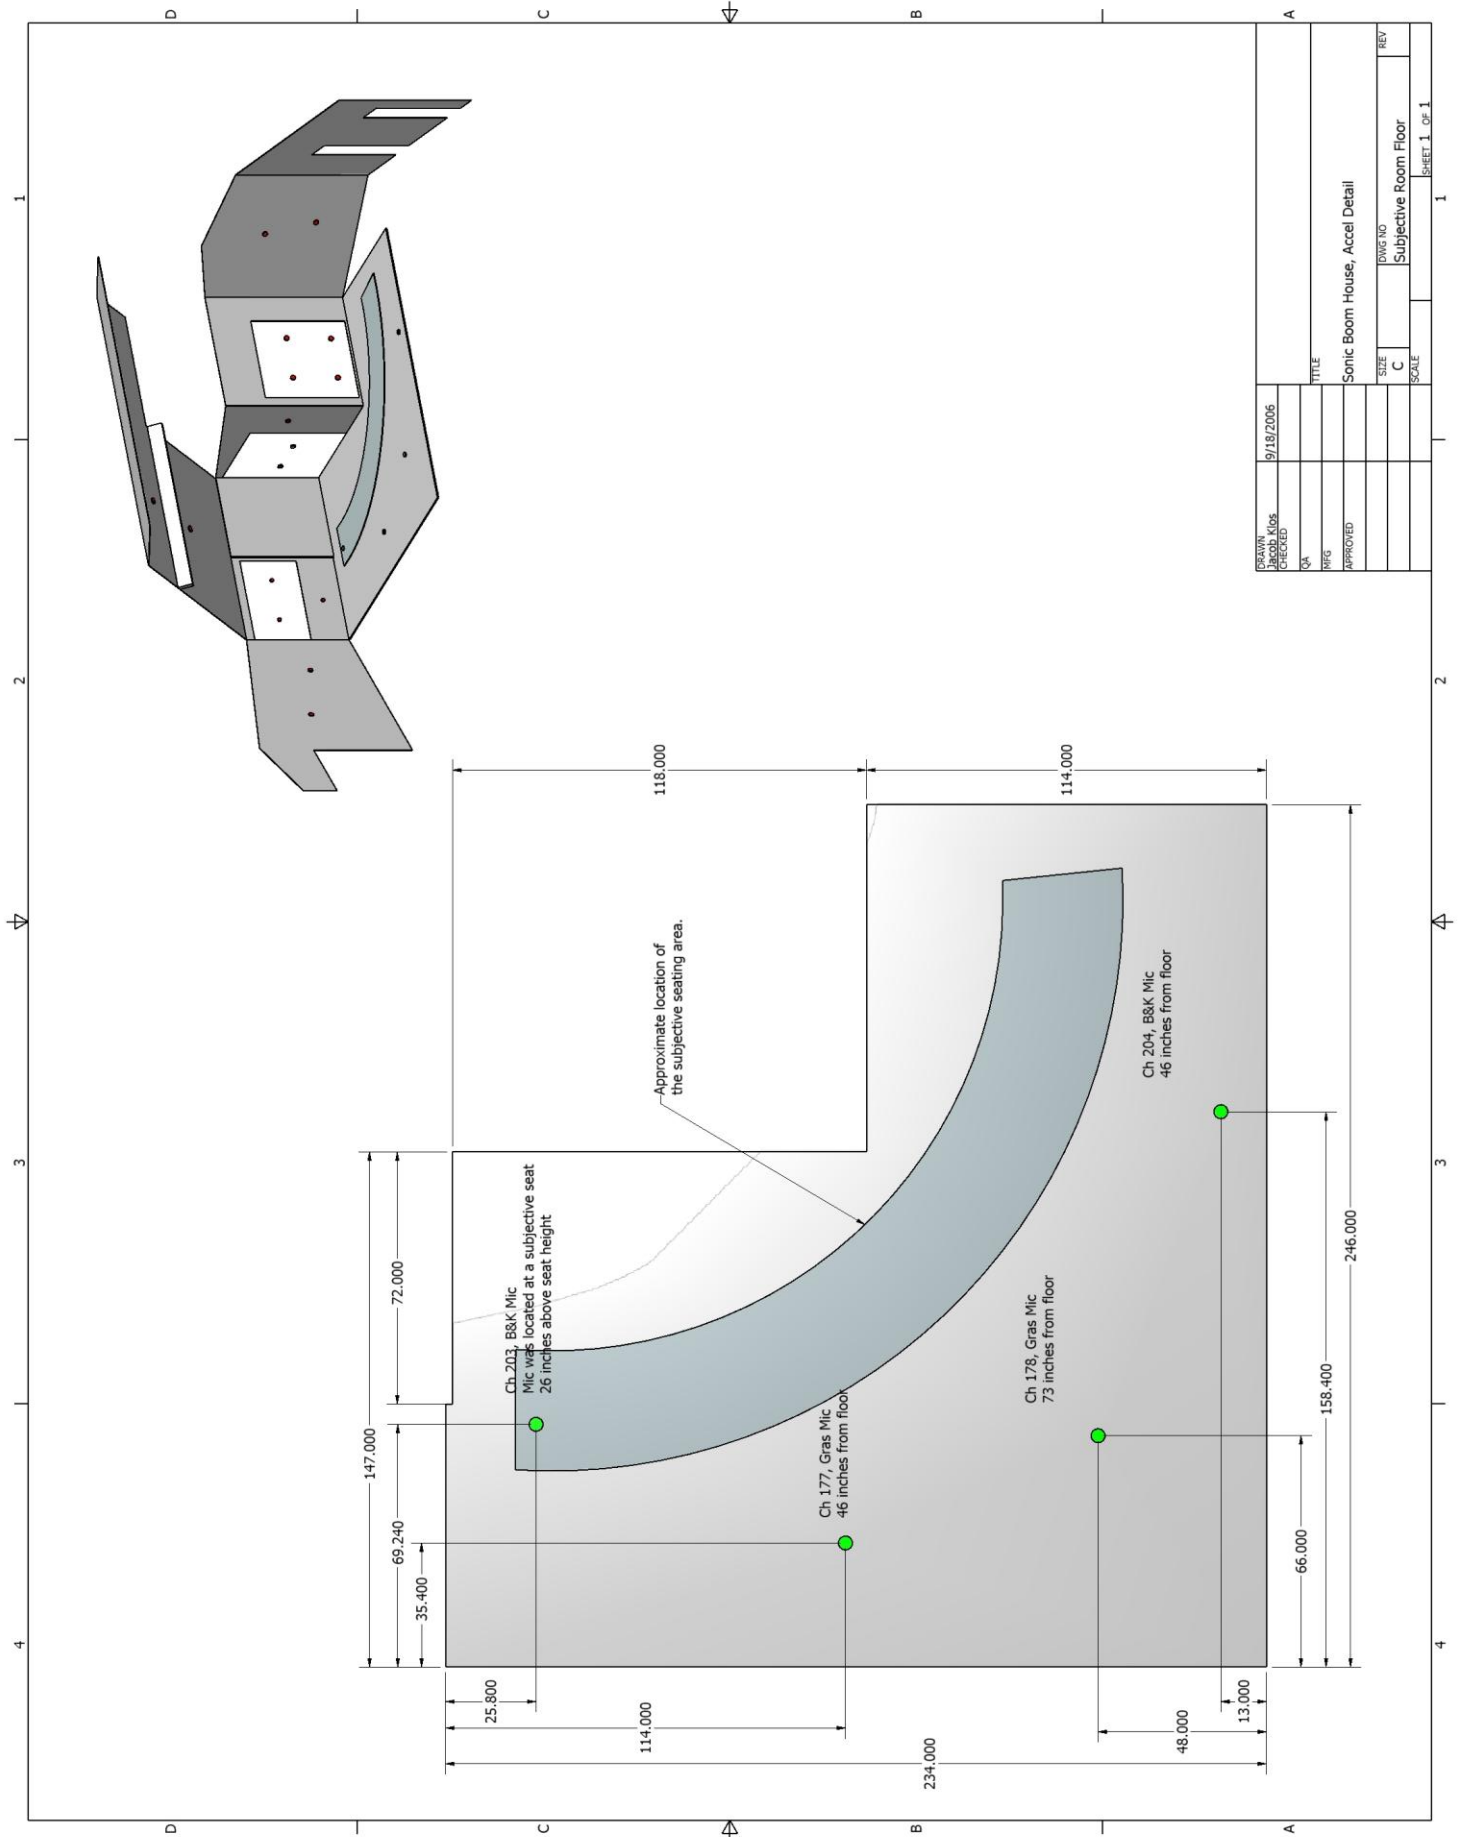 D
C
B
A
1
2
3
4
1
2
3
4
D
C
B
A
118.000
114.000
72.000
147.000
69.240
35.400
25.800
114.000
234.000
48.000
13.000
66.000
158.400
246.000
Approximate location of
the subjective seating area.
Ch 203, B&K Mic
Mic was located at a subjective seat
26 inches above seat height
Ch 177, Gras Mic
46 inches from floor
Ch 178, Gras Mic
73 inches from floor
Ch 204, B&K Mic
46 inches from floor
DRAWN
Jacob Klos
9/18/2006
CHECKED
QA
MFG
APPROVED
TITLE
Sonic Boom House, Accel Detail
SIZE
C
DWG NO
Subjective Room Floor
REV
SCALE
SHEET 1 OF 1